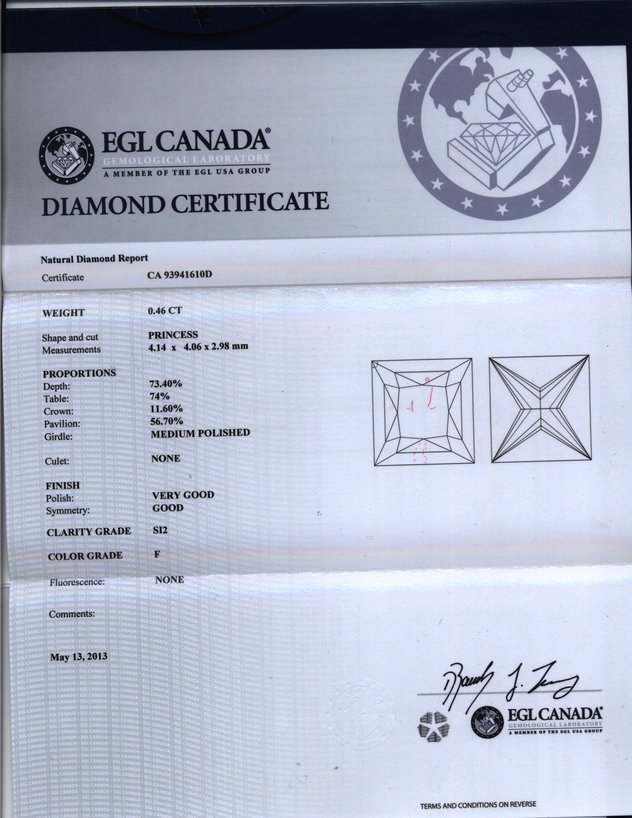 EGL CANADA®
GEMOLOGICAL LABORATORY
A MEMBER OF THE EGL USA GROUP
DIAMOND CERTIFICATE
Natural Diamond Report
Certificate CA 93941610D
WEIGHT 0.46 CT
Shape and cut PRINCESS
Measurements 4.14 x 4.06 x 2.98 mm
PROPORTIONS
Depth: 73.40%
Table: 74%
Crown: 11.60%
Pavilion: 56.70%
Girdle: MEDIUM POLISHED
Culet: NONE
FINISH
Polish: VERY GOOD
Symmetry: GOOD
CLARITY GRADE SI2
COLOR GRADE F
Fluorescence: NONE
Comments:
May 13, 2013
EGL CANADA®
GEMOLOGICAL LABORATORY
A MEMBER OF THE EGL USA GROUP
TERMS AND CONDITIONS ON REVERSE